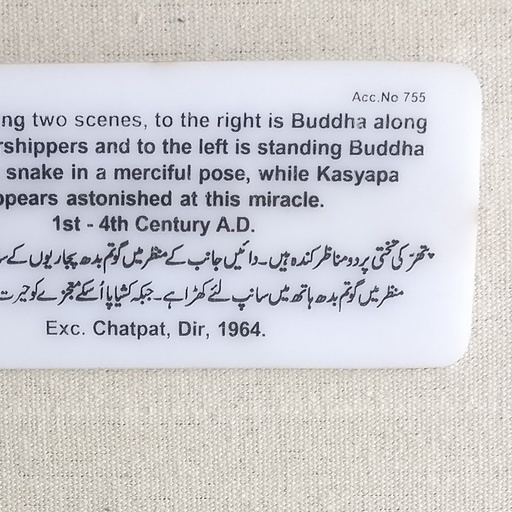 Acc.No 755
ng two scenes, to the right is Buddha along
rshippers and to the left is standing Buddha
snake in a merciful pose, while Kasyapa
ppears astonished at this miracle.
1st - 4th Century A.D.
پتھر کی تختی پر دو مناظر کندہ ہیں۔ دائیں جانب کے منظر میں گوتم بدھ پجاریوں کے
منظر میں گوتم بدھ ہاتھ میں سانپ لئے کھڑا ہے۔ جبکہ کشیاپا اُسکے معجزے کو حیرت
Exc. Chatpat, Dir, 1964.